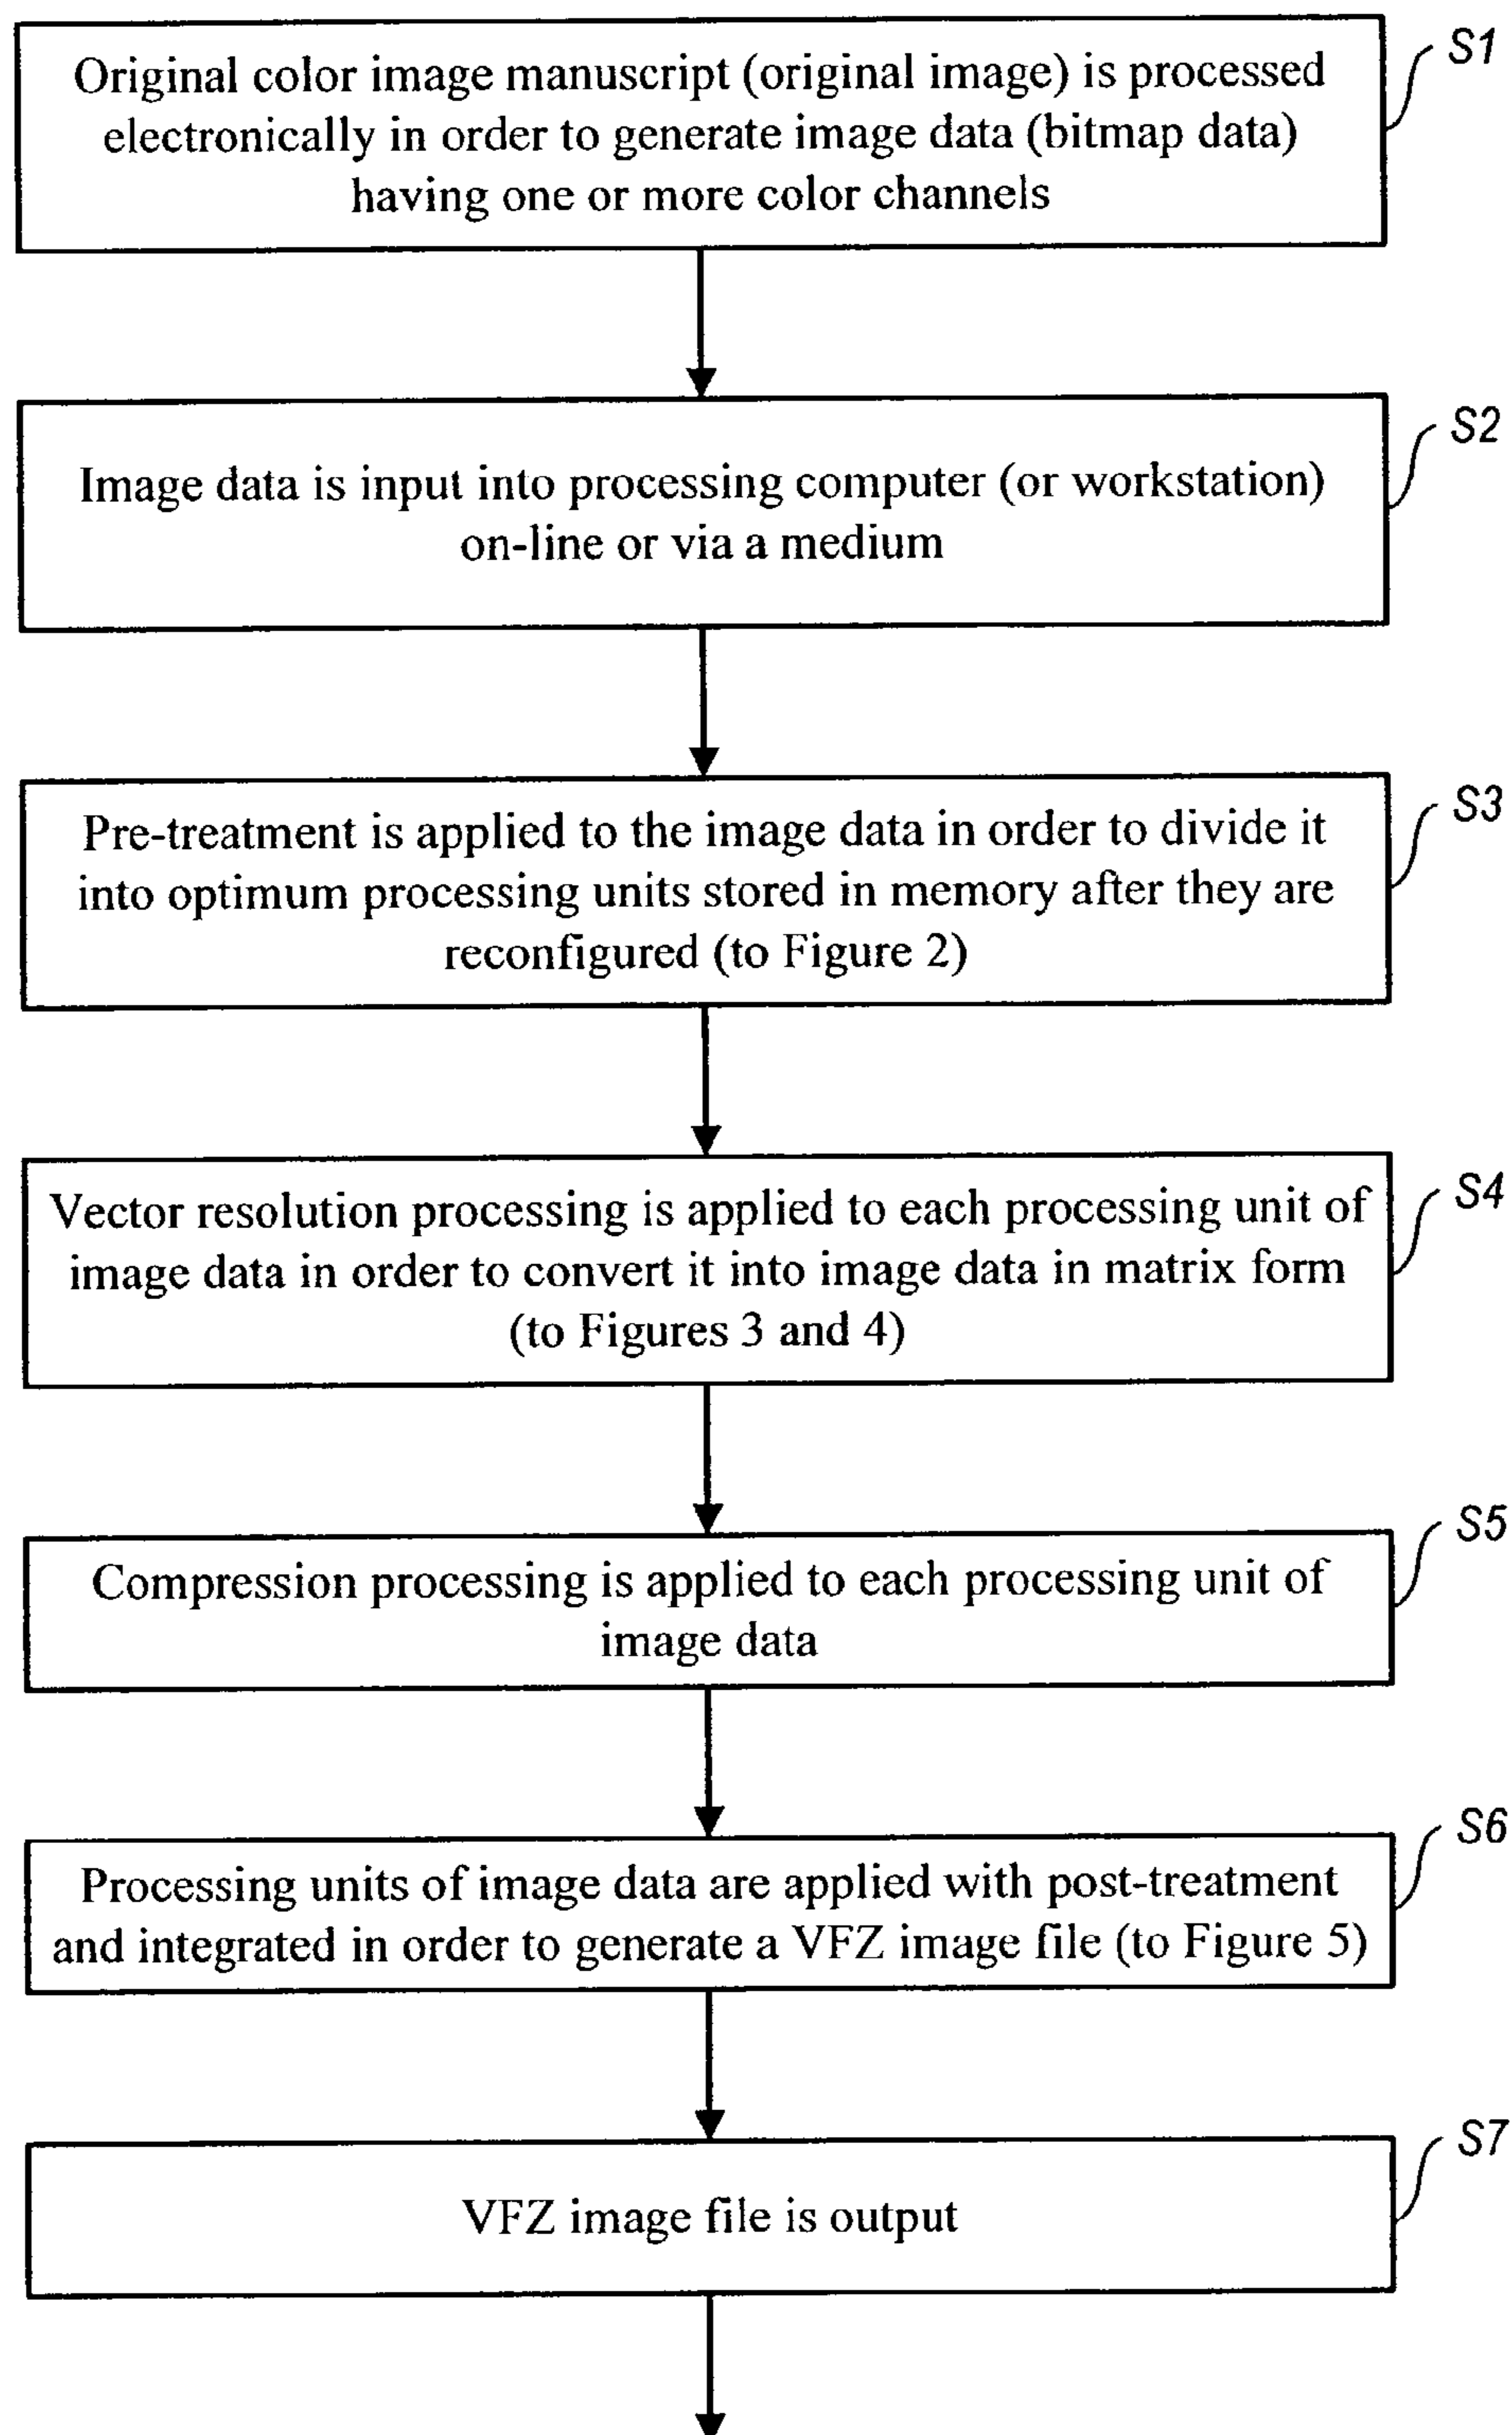 S1
Original color image manuscript (original image) is processed
electronically in order to generate image data (bitmap data)
having one or more color channels
S2
Image data is input into processing computer (or workstation)
on-line or via a medium
S3
Pre-treatment is applied to the image data in order to divide it
into optimum processing units stored in memory after they are
reconfigured (to Figure 2)
S4
Vector resolution processing is applied to each processing unit of
image data in order to convert it into image data in matrix form
(to Figures 3 and 4)
S5
Compression processing is applied to each processing unit of
image data
S6
Processing units of image data are applied with post-treatment
and integrated in order to generate a VFZ image file (to Figure 5)
S7
VFZ image file is output